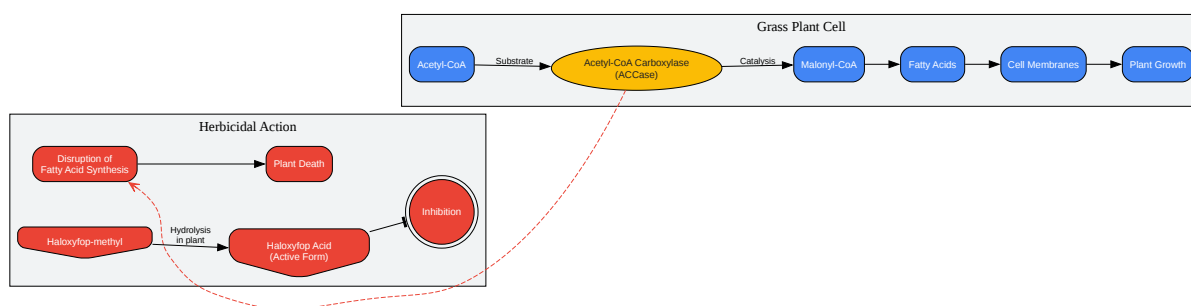 Grass Plant Cell
Acetyl-CoA
Substrate
Acetyl-CoA Carboxylase
(ACCase)
Catalysis
Malonyl-CoA
Fatty Acids
Cell Membranes
Plant Growth
Herbicidal Action
Disruption of
Fatty Acid Synthesis
Plant Death
Haloxyfop-methyl
Hydrolysis
in plant
Haloxyfop Acid
(Active Form)
Inhibition